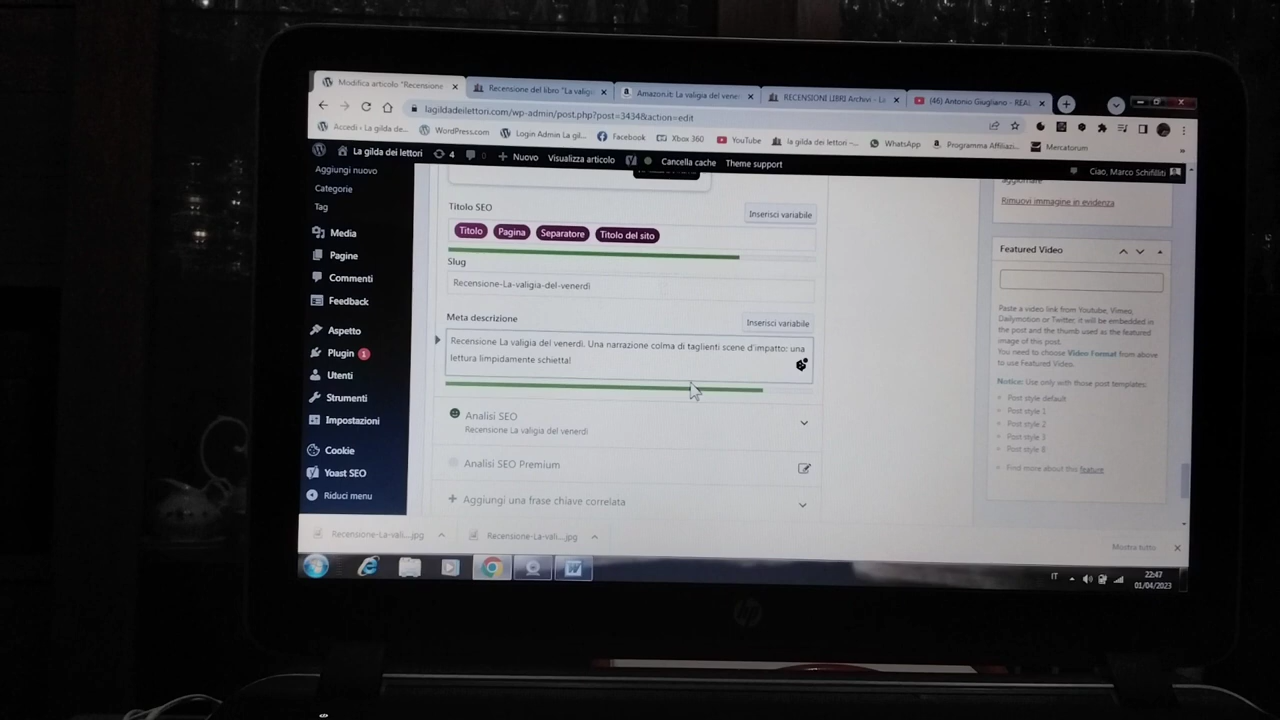 Modifica articolo "Recensione
Recensione del libro "La valigi
Amazon.it: La valigia del vener
RECENSIONI LIBRI Archivi - La
(46) Antonio Giugliano - REAL
lagildadeilettori.com/wp-admin/post.php?post=3434&action=edit
Accedi ‹ La gilda de...
WordPress.com
Login Admin La gil...
Facebook
Xbox 360
YouTube
la gilda dei lettori –...
WhatsApp
Programma Affiliazi...
Mercatorum
»
La gilda dei lettori
4
0
Nuovo
Visualizza articolo
Cancella cache
Theme support
Ciao, Marco Schifilliti
Aggiungi nuovo
Categorie
Tag
Media
Pagine
Commenti
Feedback
Aspetto
Plugin 1
Utenti
Strumenti
Impostazioni
Cookie
Yoast SEO
Riduci menu
Titolo SEO
Inserisci variabile
Titolo Pagina Separatore Titolo del sito
Slug
Recensione-La-valigia-del-venerdì
Meta descrizione
Inserisci variabile
Recensione La valigia del venerdì. Una narrazione colma di taglienti scene d'impatto: una
lettura limpidamente schietta!
Analisi SEO
Recensione La valigia del venerdì
Analisi SEO Premium
Aggiungi una frase chiave correlata
aggiornare
Rimuovi immagine in evidenza
Featured Video
Paste a video link from Youtube, Vimeo,
Dailymotion or Twitter, it will be embedded in
the post and the thumb used as the featured
image of this post.
You need to choose Video Format from above
to use Featured Video.
Notice: Use only with those post templates:
Post style default
Post style 1
Post style 2
Post style 3
Post style 8
Find more about this feature
Recensione-La-vali....jpg
Recensione-La-vali....jpg
Mostra tutto
IT
22:47
01/04/2023
hp